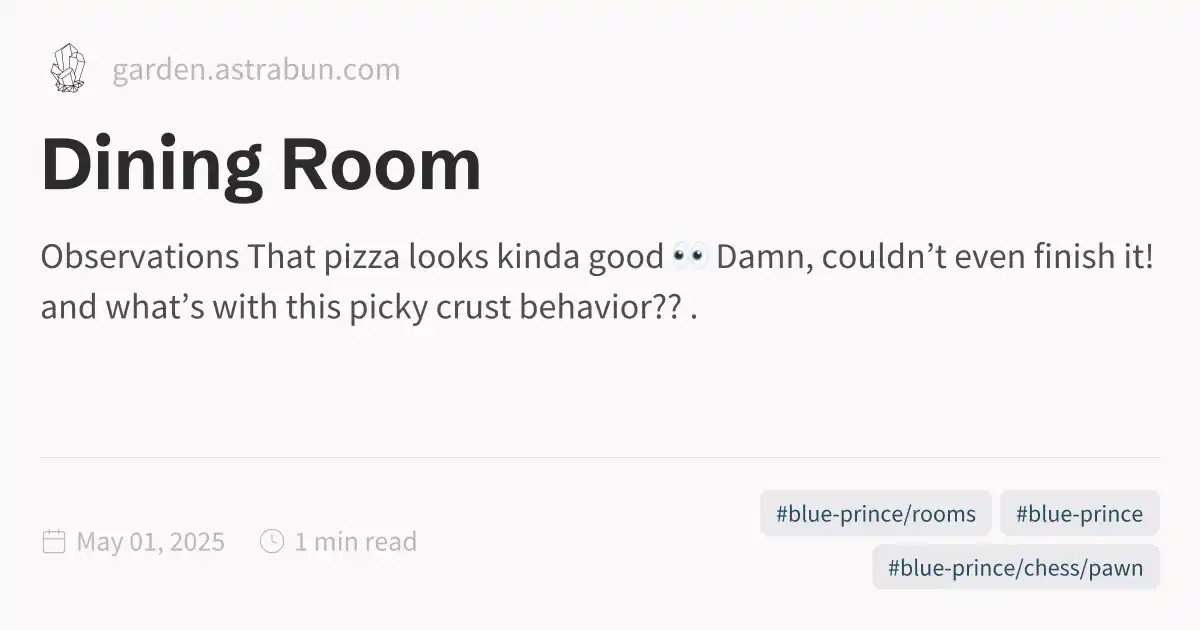 garden.astrabun.com
Dining Room
Observations That pizza looks kinda good 👀 Damn, couldn’t even finish it!
and what’s with this picky crust behavior?? .
May 01, 2025
1 min read
#blue-prince/rooms
#blue-prince
#blue-prince/chess/pawn